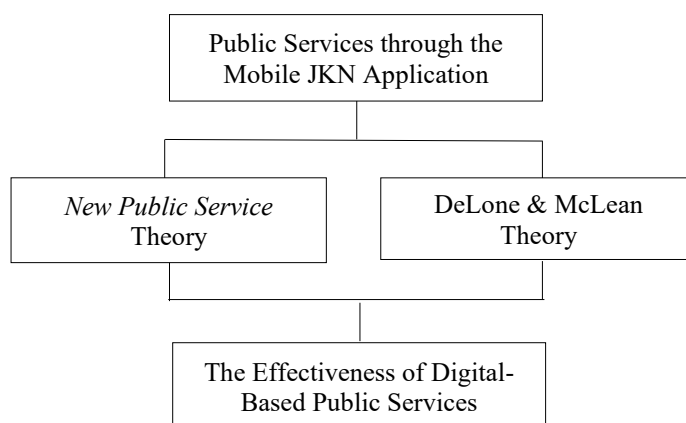 Public Services through the
Mobile JKN Application
New Public Service
Theory
DeLone & McLean
Theory
The Effectiveness of Digital-
Based Public Services